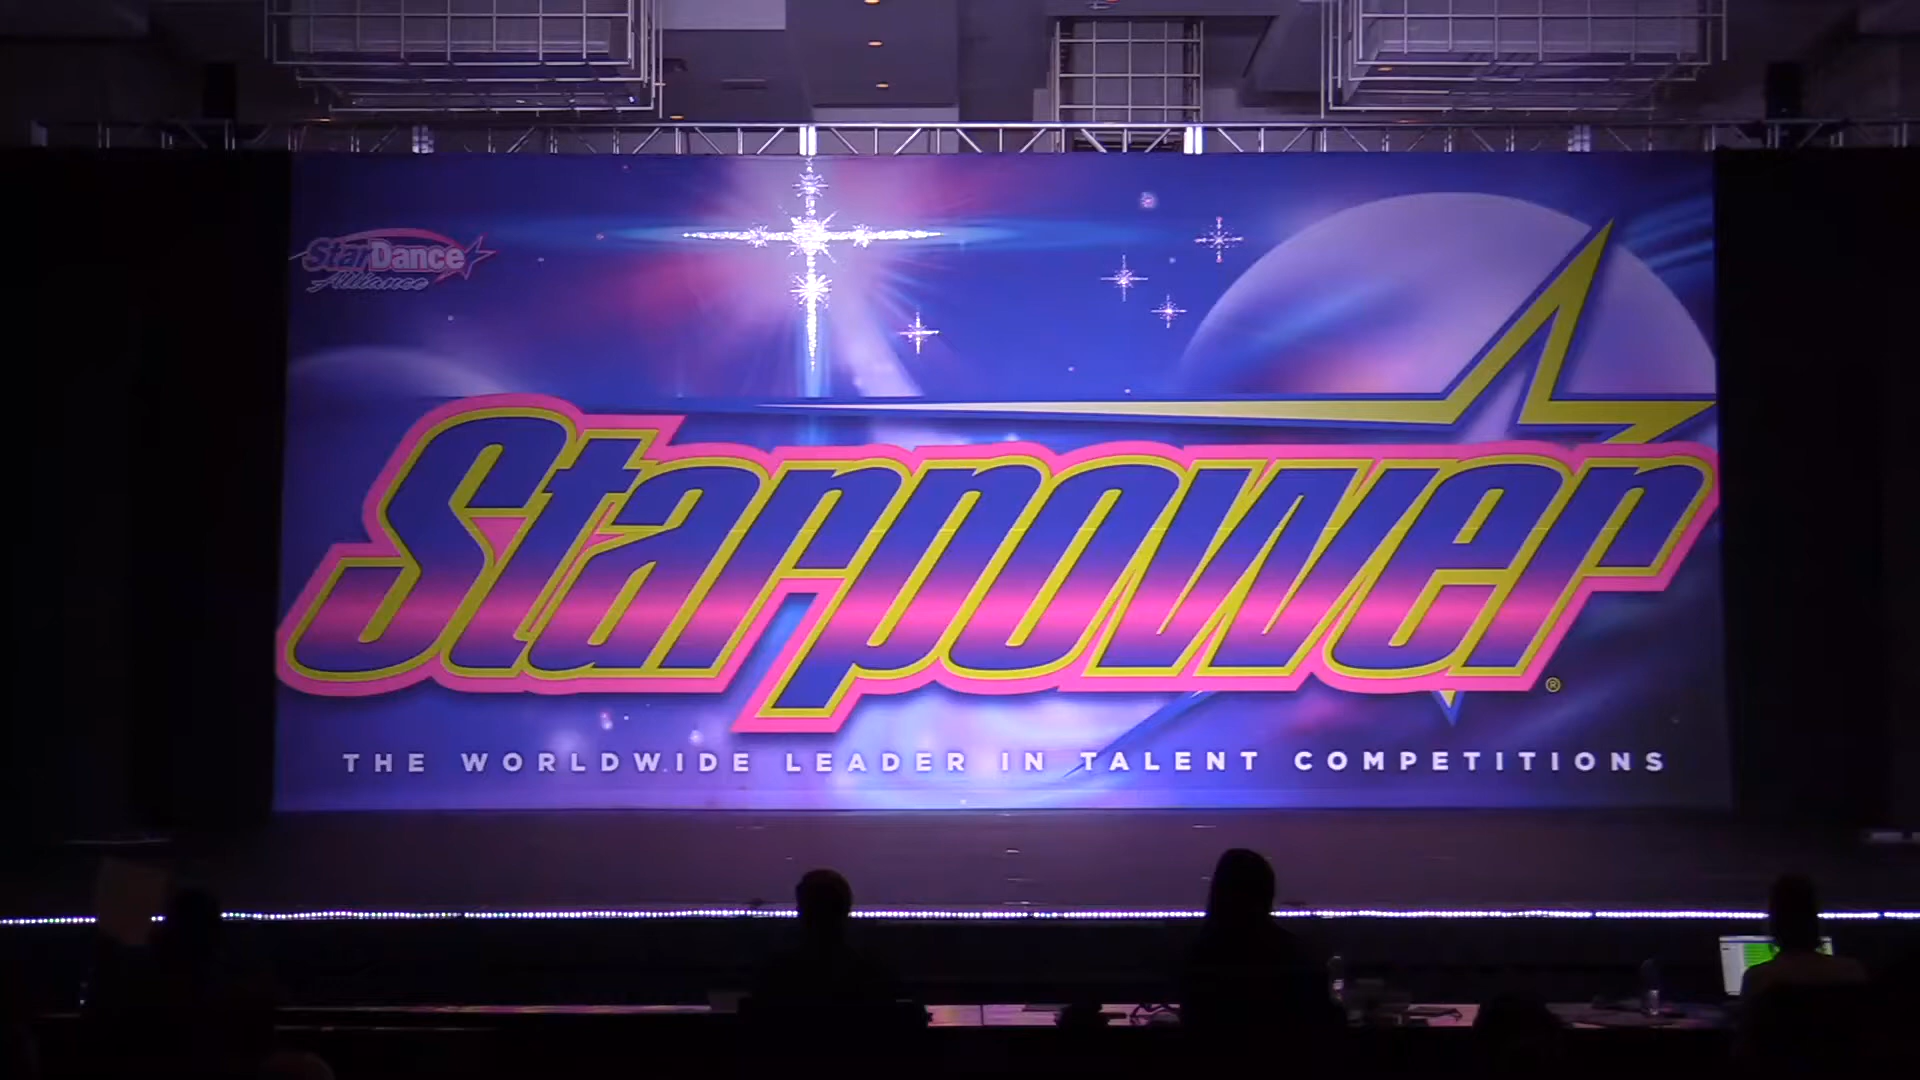 StarDance
Alliance
Starpower®
THE WORLDWIDE LEADER IN TALENT COMPETITIONS